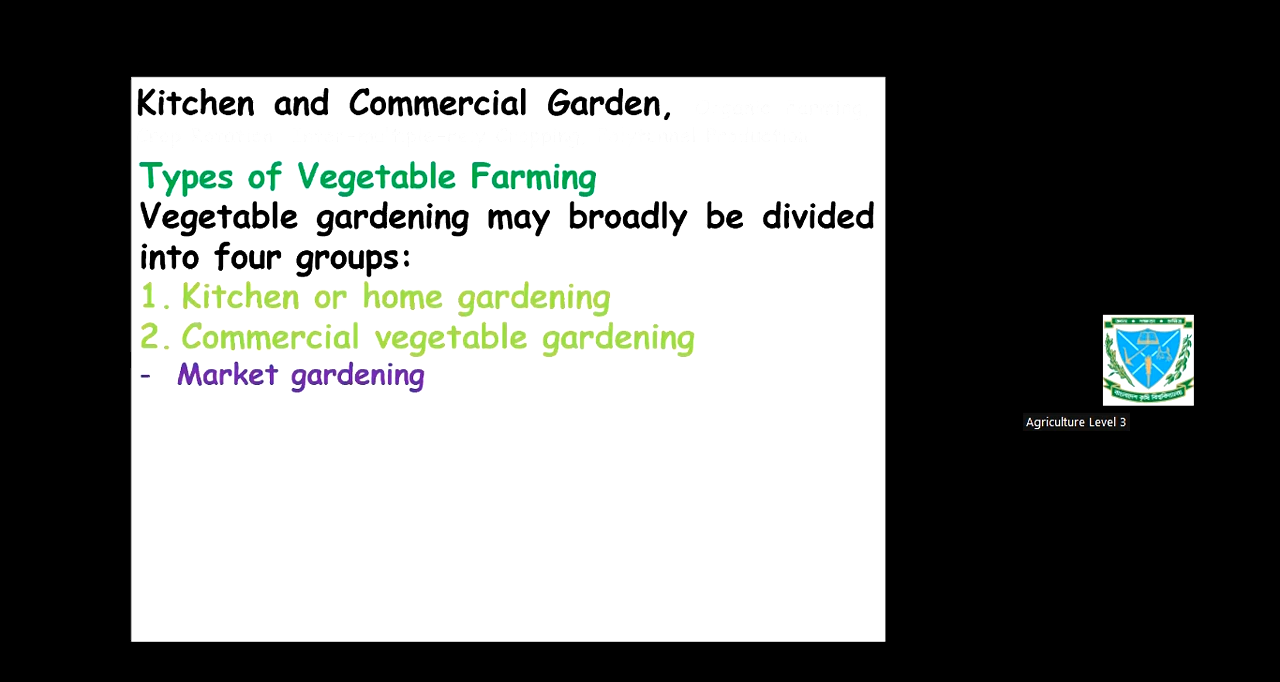 Kitchen and Commercial Garden,
Types of Vegetable Farming
Vegetable gardening may broadly be divided
into four groups:
1. Kitchen or home gardening
2. Commercial vegetable gardening
- Market gardening
Agriculture Level 3